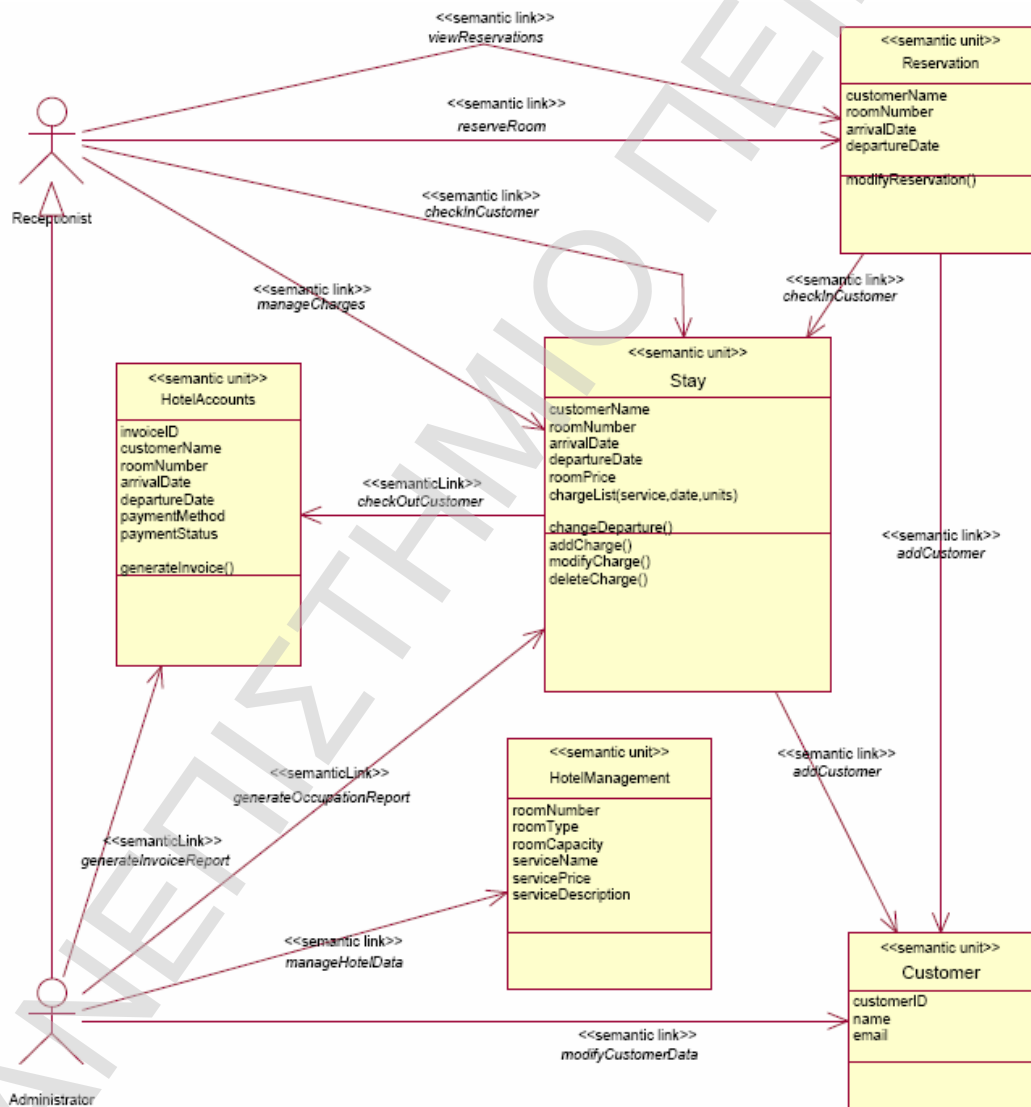 <<semantic link>>
viewReservations
<<semantic unit>>
Reservation
customerName
roomNumber
arrivalDate
departureDate
modifyReservation()
<<semantic link>>
reserveRoom
Receptionist
<<semantic link>>
checkInCustomer
<<semantic link>>
manageCharges
<<semantic link>>
checkInCustomer
<<semantic unit>>
HotelAccounts
invoiceID
customerName
roomNumber
arrivalDate
departureDate
paymentMethod
paymentStatus
generateInvoice()
<<semantic unit>>
Stay
customerName
roomNumber
arrivalDate
departureDate
roomPrice
chargeList(service,date,units)
changeDeparture()
addCharge()
modifyCharge()
deleteCharge()
<<semanticLink>>
checkOutCustomer
<<semantic link>>
addCustomer
<<semanticLink>>
generateOccupationReport
<<semanticLink>>
generateInvoiceReport
<<semantic unit>>
HotelManagement
roomNumber
roomType
roomCapacity
serviceName
servicePrice
serviceDescription
<<semantic link>>
addCustomer
<<semantic link>>
manageHotelData
<<semantic unit>>
Customer
customerID
name
email
<<semantic link>>
modifyCustomerData
Administrator
ΑΝΕΠΙΣΤΗΜΙΟ ΠΕΙ